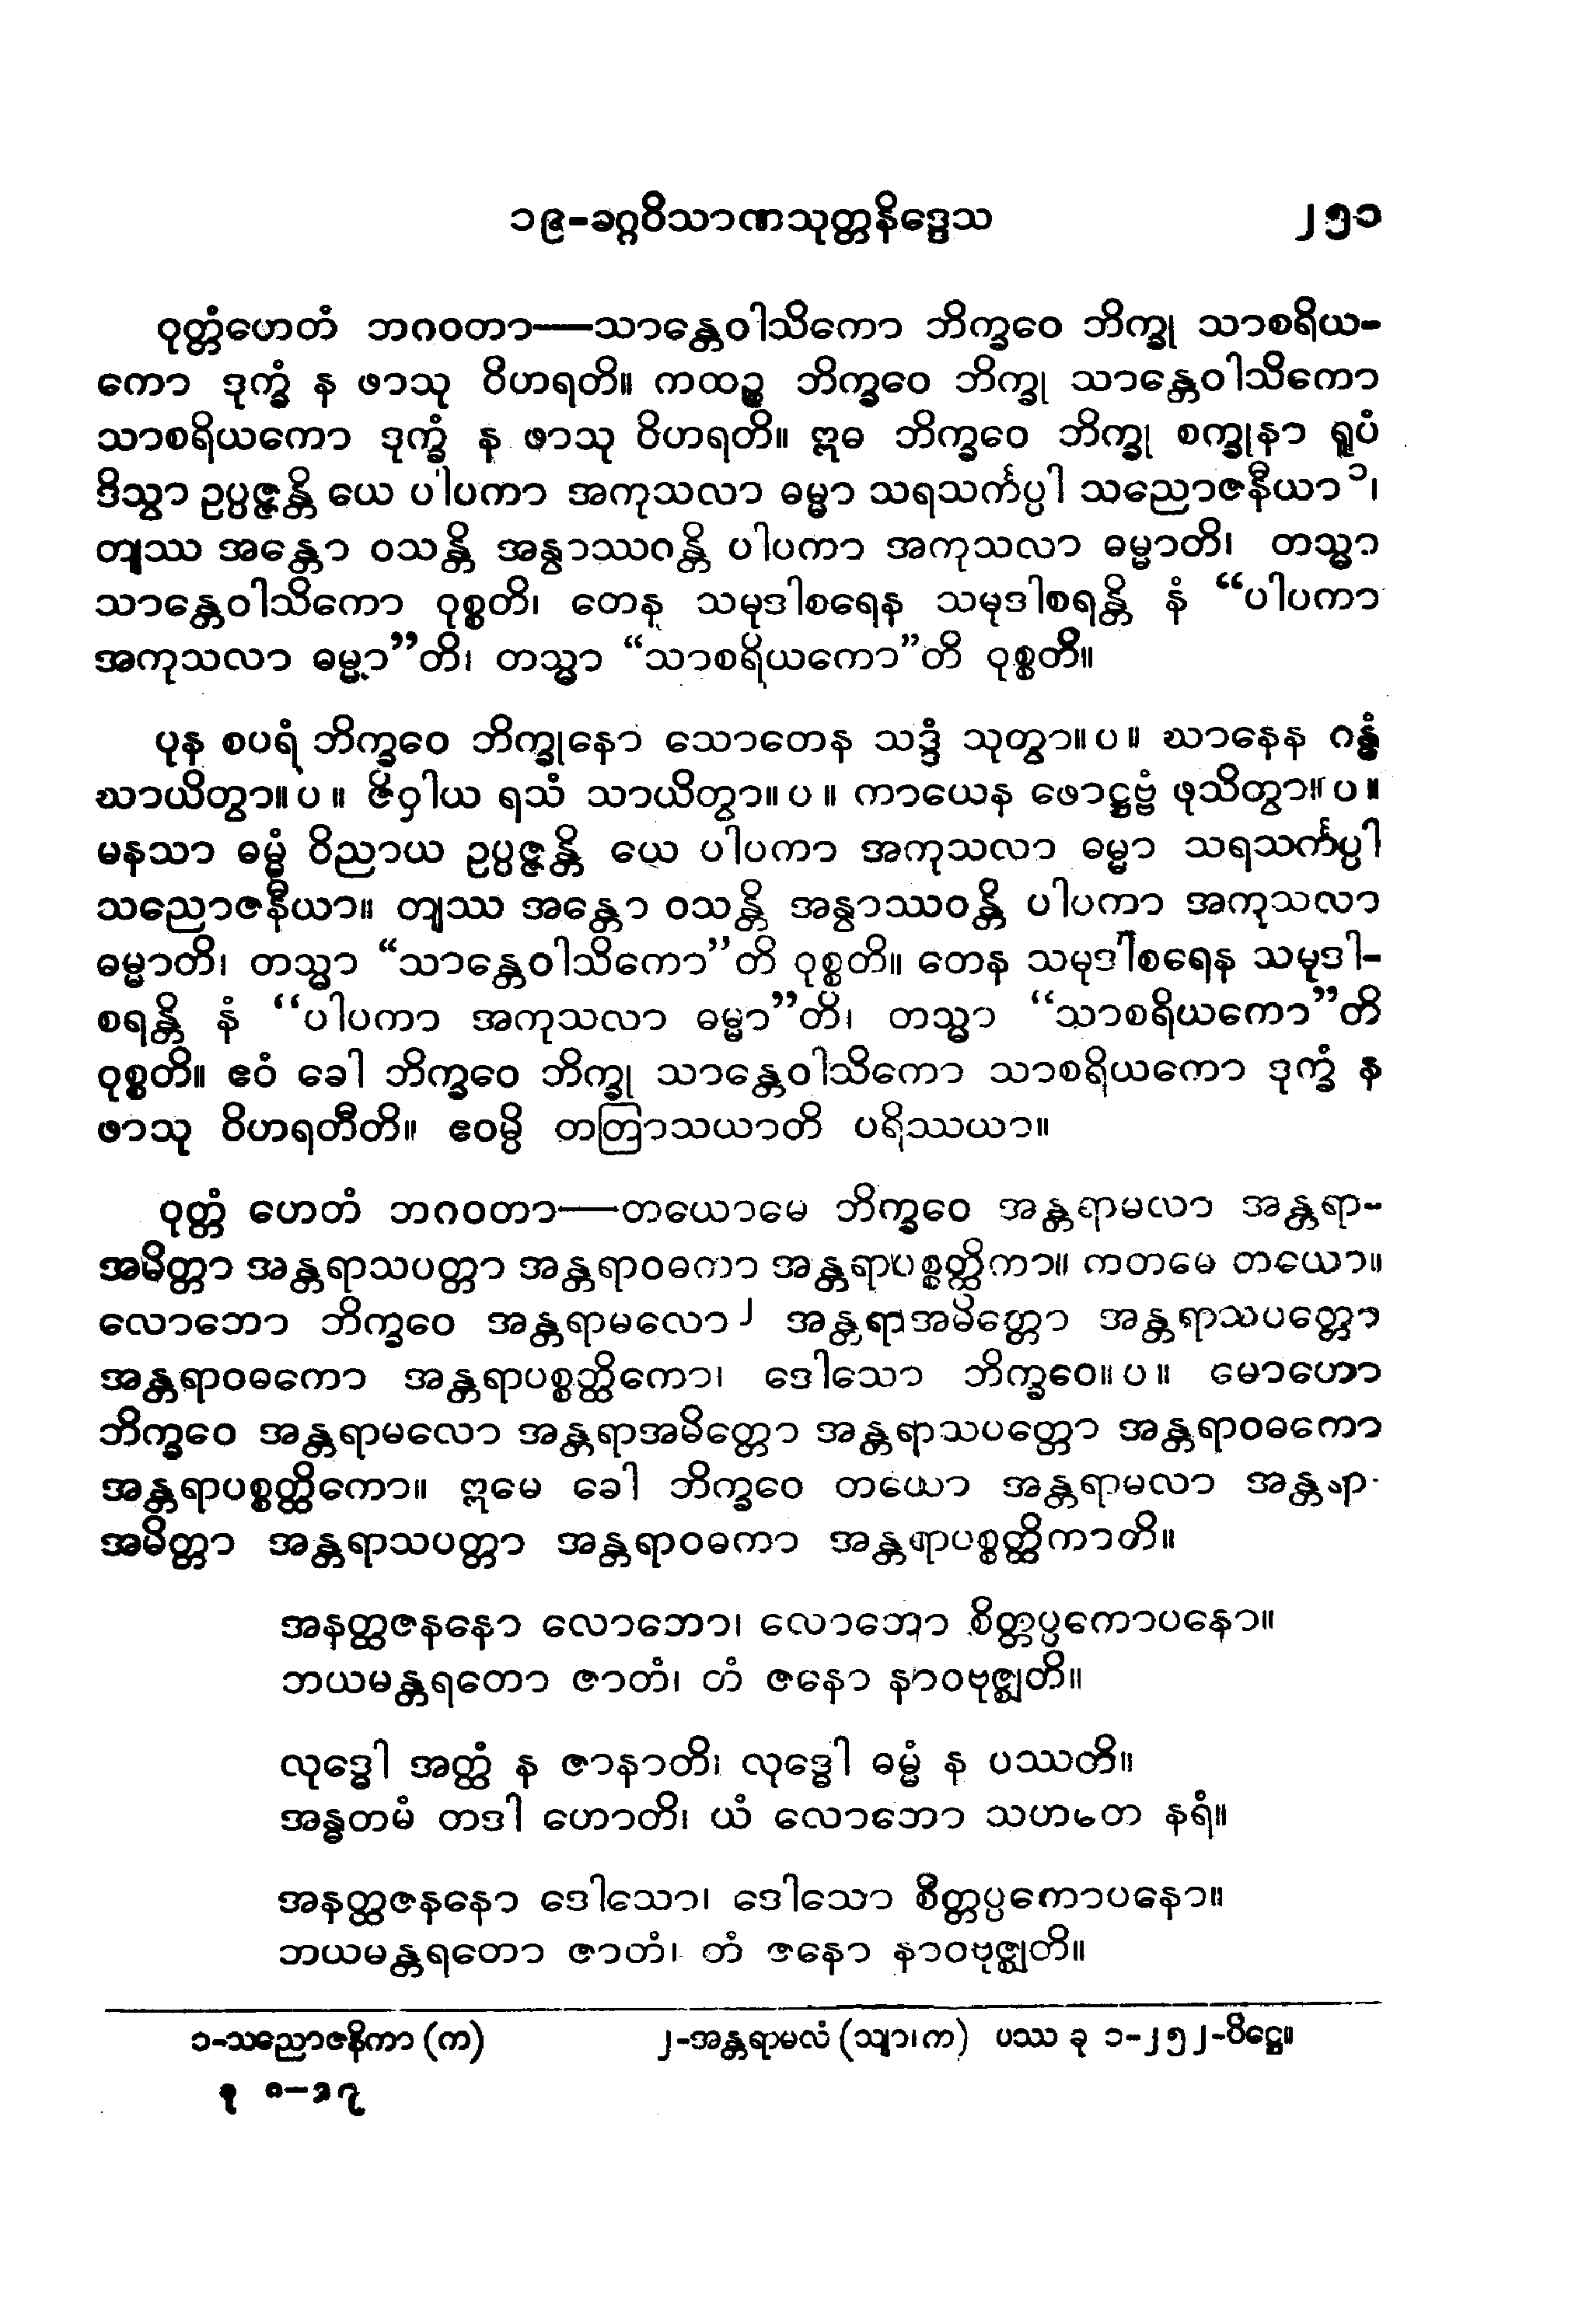 ၁၉-ခဂ္ဂဝိသာဏသုတ္တနိဒ္ဒေသ ၂၅၁
ဝုတ္တံဟေတံ ဘဂဝတာ—သာန္တေဝါသိကော ဘိက္ခဝေ ဘိက္ခု သာစရိယ-
ကော ဒုက္ခံ န ဖာသု ဝိဟရတိ။ ကထဉ္စ ဘိက္ခဝေ ဘိက္ခု သာန္တေဝါသိကော
သာစရိယကော ဒုက္ခံ န ဖာသု ဝိဟရတိ။ ဣဓ ဘိက္ခဝေ ဘိက္ခု စက္ခုနာ ရူပံ
ဒိသွာ ဥပ္ပဇ္ဇန္တိ ယေ ပါပကာ အကုသလာ ဓမ္မာ သရသင်္ကပ္ပါ သညောဇနီယာ၁၊
တျဿ အန္တော ဝသန္တိ အနွာဿဂန္တိ ပါပကာ အကုသလာ ဓမ္မာတိ၊ တသ္မာ
သာန္တေဝါသိကော ဝုစ္စတိ၊ တေန သမုဒါစရေန သမုဒါစရန္တိ နံ “ပါပကာ
အကုသလာ ဓမ္မာ”တိ၊ တသ္မာ “သာစရိယကော”တိ ဝုစ္စတိ။
ပုန စပရံ ဘိက္ခဝေ ဘိက္ခုနော သောတေန သဒ္ဒံ သုတွာ။ပ။ ဃာနေန ဂန္ဓံ
ဃာယိတွာ။ပ။ ဇိဝှါယ ရသံ သာယိတွာ။ပ။ ကာယေန ဖောဋ္ဌဗ္ဗံ ဖုသိတွာ။ပ။
မနသာ ဓမ္မံ ဝိညာယ ဥပ္ပဇ္ဇန္တိ ယေ ပါပကာ အကုသလာ ဓမ္မာ သရသင်္ကပ္ပါ
သညောဇနီယာ။ တျဿ အန္တော ဝသန္တိ အနွာဿဝန္တိ ပါပကာ အကုသလာ
ဓမ္မာတိ၊ တသ္မာ “သာန္တေဝါသိကော”တိ ဝုစ္စတိ။ တေန သမုဒါစရေန သမုဒါ-
စရန္တိ နံ “ပါပကာ အကုသလာ ဓမ္မာ”တိ၊ တသ္မာ “သာစရိယကော”တိ
ဝုစ္စတိ။ ဧဝံ ခေါ ဘိက္ခဝေ ဘိက္ခု သာန္တေဝါသိကော သာစရိယကော ဒုက္ခံ န
ဖာသု ဝိဟရတီတိ။ ဧဝမ္ပိ တတြာသယာတိ ပရိဿယာ။
ဝုတ္တံ ဟေတံ ဘဂဝတာ—တယောမေ ဘိက္ခဝေ အန္တရာမလာ အန္တရာ-
အမိတ္တာ အန္တရာသပတ္တာ အန္တရာဝဓကာ အန္တရာပစ္စတ္ထိကာ။ ကတမေ တယော။
လောဘော ဘိက္ခဝေ အန္တရာမလော၂ အန္တရာအမိတ္တော အန္တရာသပတ္တော
အန္တရာဝဓကော အန္တရာပစ္စတ္ထိကော၊ ဒေါသော ဘိက္ခဝေ။ပ။ မောဟော
ဘိက္ခဝေ အန္တရာမလော အန္တရာအမိတ္တော အန္တရာသပတ္တော အန္တရာဝဓကော
အန္တရာပစ္စတ္ထိကော။ ဣမေ ခေါ ဘိက္ခဝေ တယော အန္တရာမလာ အန္တရာ-
အမိတ္တာ အန္တရာသပတ္တာ အန္တရာဝဓကာ အန္တရာပစ္စတ္ထိကာတိ။
အနတ္ထဇနနော လောဘော၊ လောဘော စိတ္တပ္ပကောပနော။
ဘယမန္တရတော ဇာတံ၊ တံ ဇနော နာဝဗုဇ္ဈတိ။
လုဒ္ဓေါ အတ္ထံ န ဇာနာတိ၊ လုဒ္ဓေါ ဓမ္မံ န ပဿတိ။
အန္ဓတမံ တဒါ ဟောတိ၊ ယံ လောဘော သဟတေ နရံ။
အနတ္ထဇနနော ဒေါသော၊ ဒေါသော စိတ္တပ္ပကောပနော။
ဘယမန္တရတော ဇာတံ၊ တံ ဇနော နာဝဗုဇ္ဈတိ။
၁-သညောဇနိကာ (က) ၂-အန္တရာမလံ (သျာ၊က) ပဿ ခု ၁-၂၅၂-ပိဋ္ဌေ။
စု ၈-၁၇